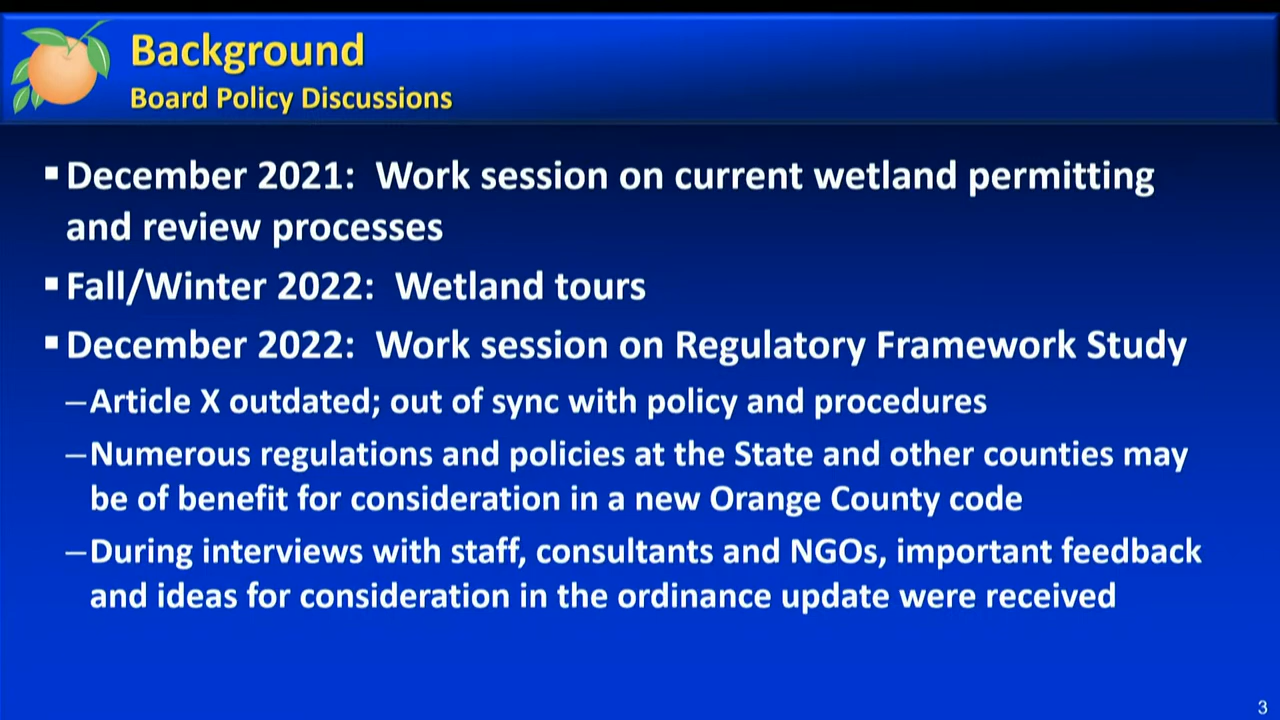 Background
Board Policy Discussions
▪December 2021:  Work session on current wetland permitting
and review processes
▪Fall/Winter 2022:  Wetland tours
▪December 2022:  Work session on Regulatory Framework Study
–Article X outdated; out of sync with policy and procedures
–Numerous regulations and policies at the State and other counties may
be of benefit for consideration in a new Orange County code
–During interviews with staff, consultants and NGOs, important feedback
and ideas for consideration in the ordinance update were received
3